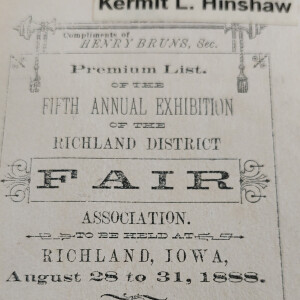 Kermit L. Hinshaw
Compliments of
HENRY BRUNS, Sec.
Premium List.
OF THE
FIFTH ANNUAL EXHIBITION
OF THE
RICHLAND DISTRICT
FAIR
ASSOCIATION.
TO BE HELD AT
RICHLAND, IOWA,
August 28 to 31, 1888.